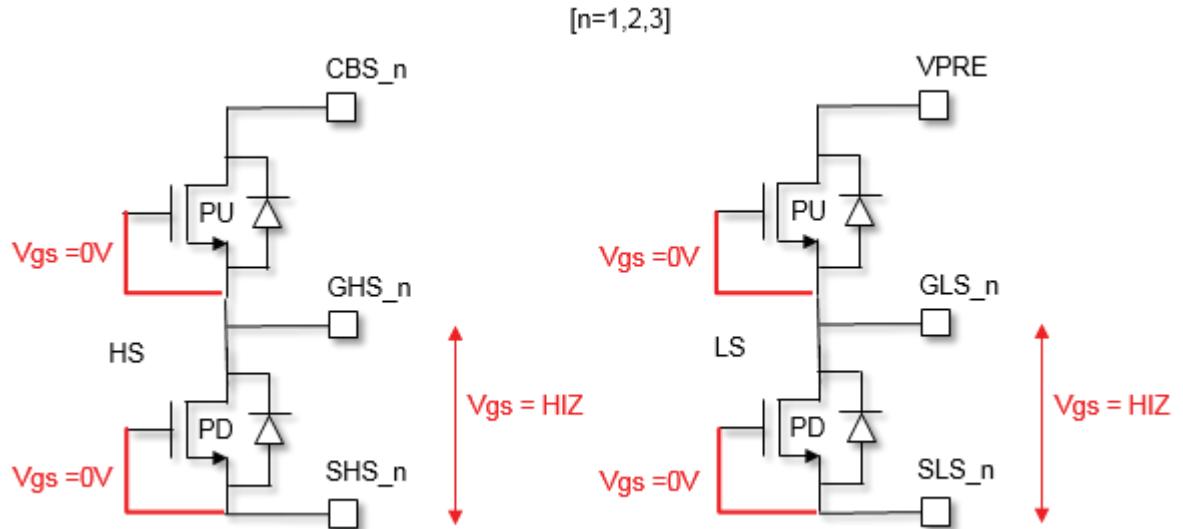 [n=1,2,3]
CBS_n
VPRE
PU
PU
Vgs =0V
Vgs =0V
GHS_n
GLS_n
HS
LS
Vgs = HIZ
Vgs = HIZ
PD
PD
Vgs =0V
Vgs =0V
SHS_n
SLS_n